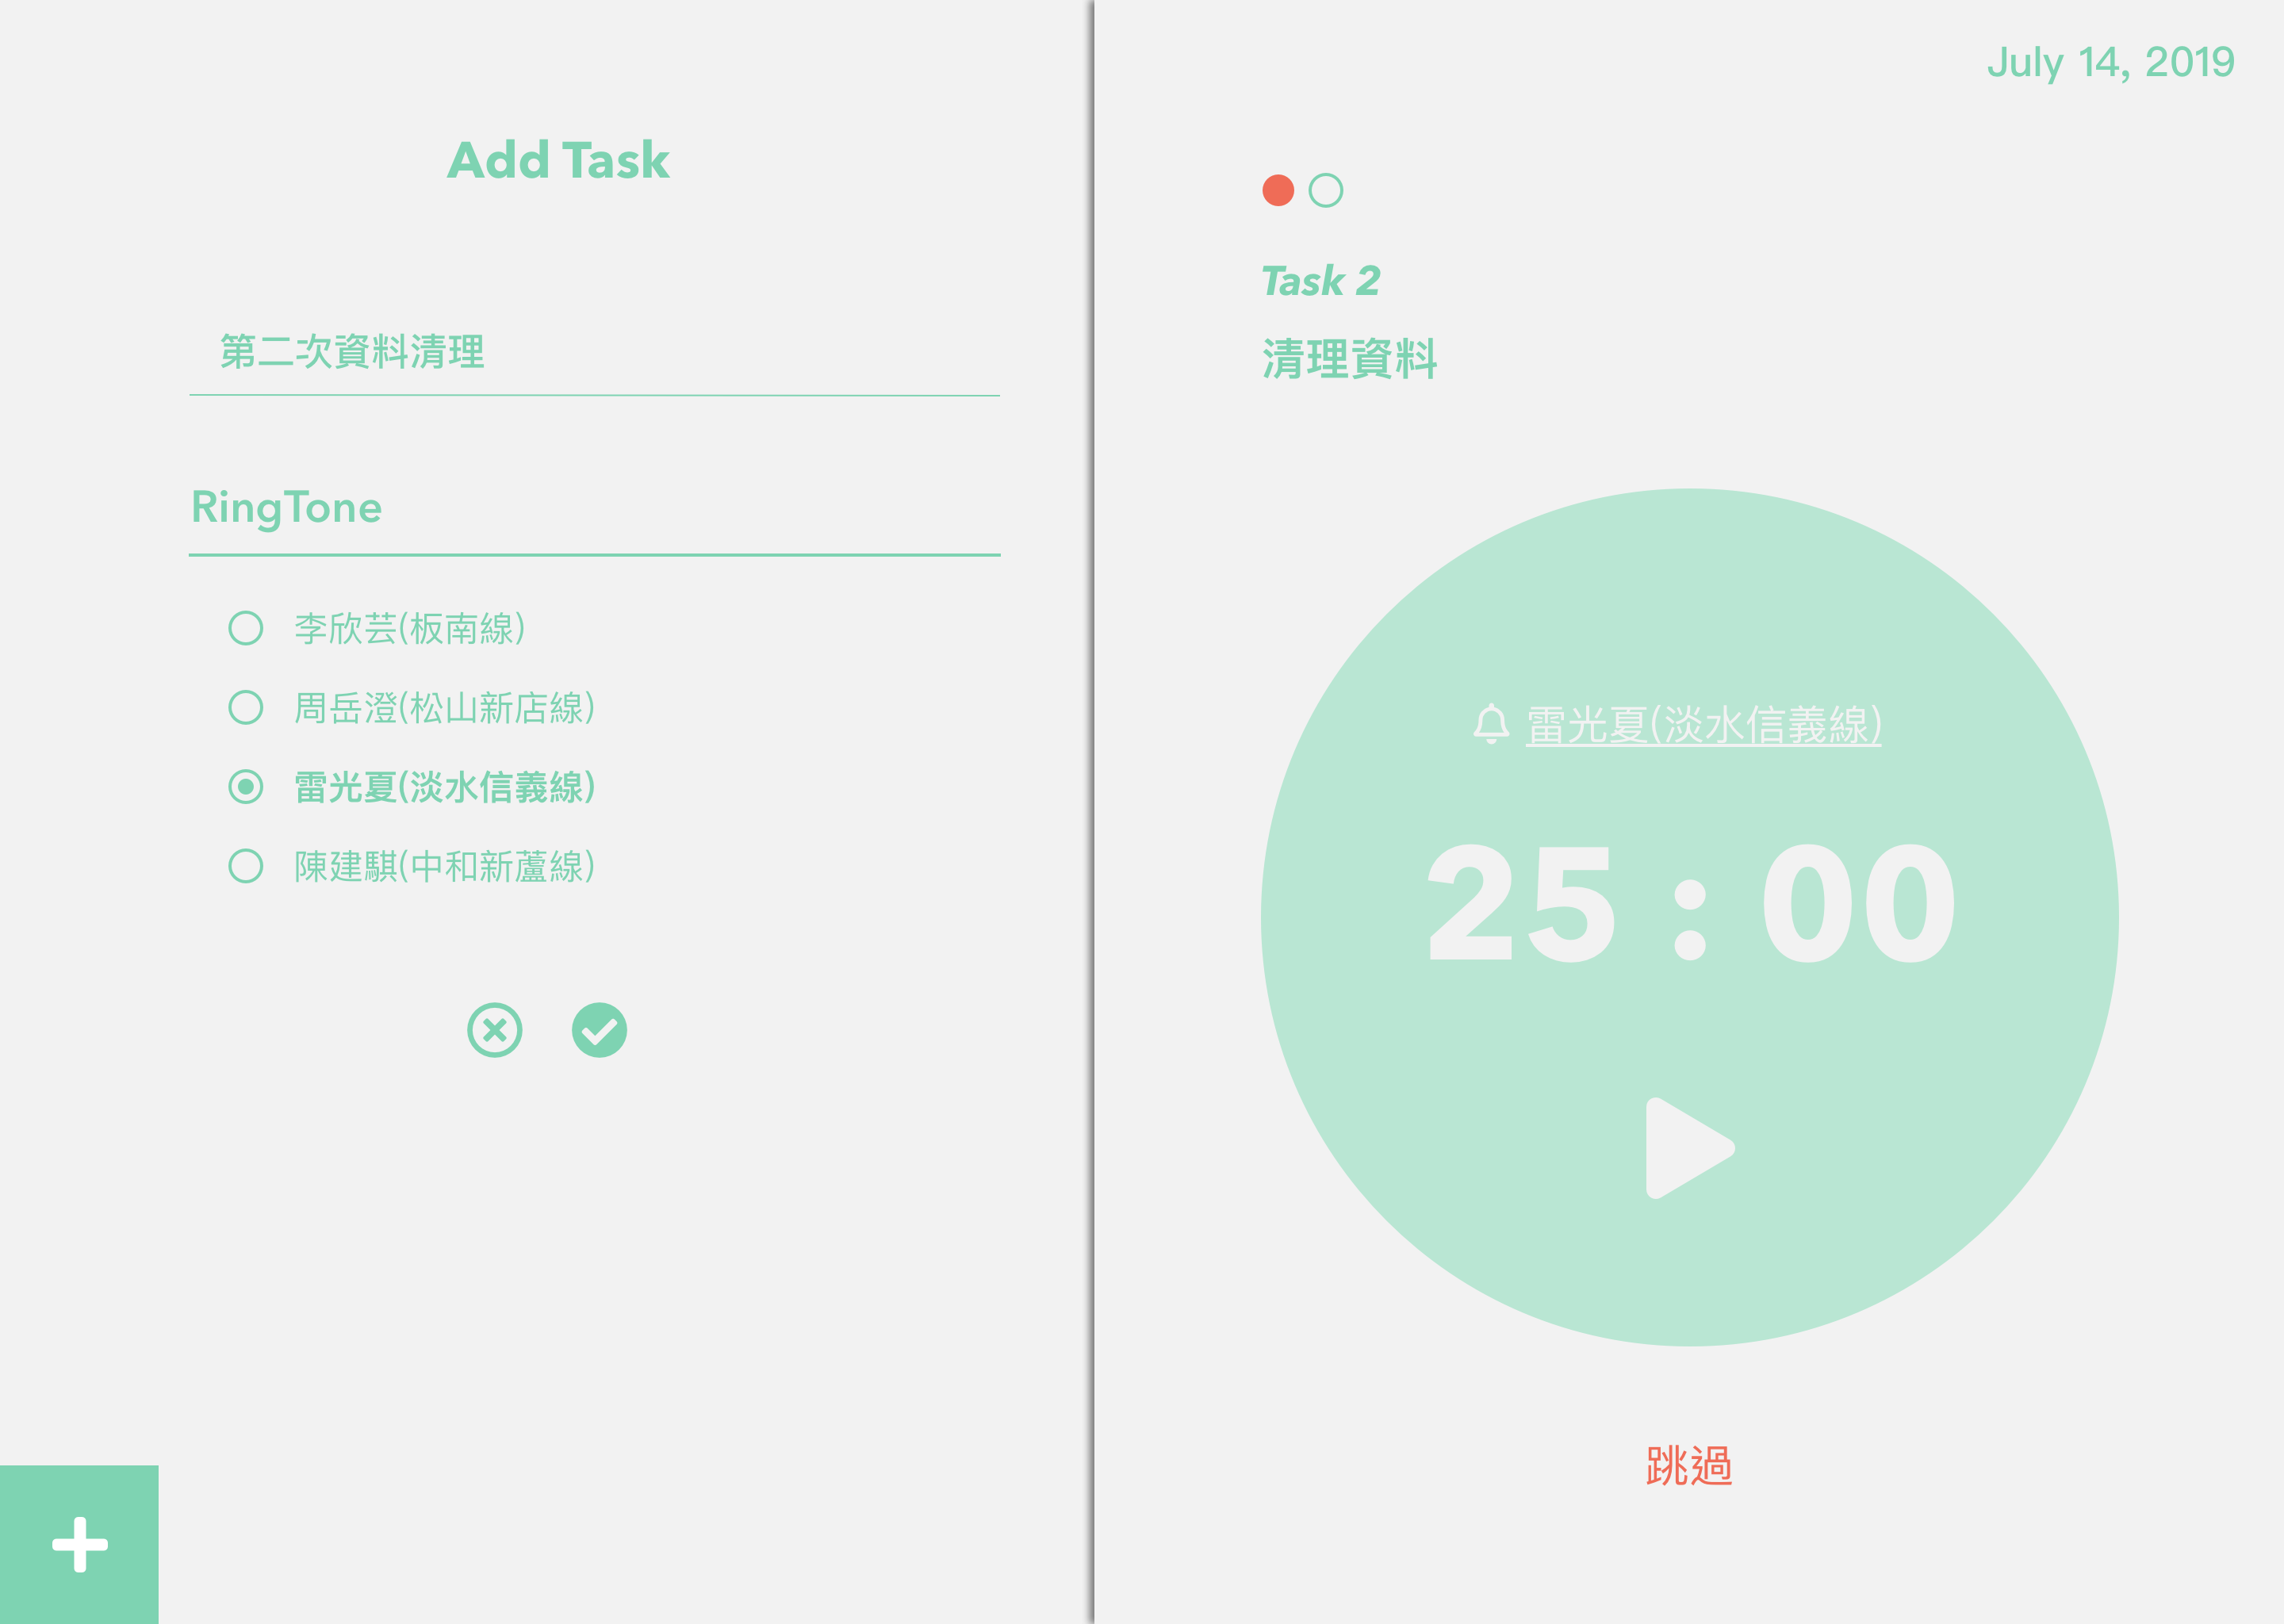 Add Task
第二次資料清理
RingTone
李欣芸(板南線)
周岳澄(松山新店線)
雷光夏(淡水信義線)
陳建騏(中和新蘆線)
July 14, 2019
Task 2
清理資料
雷光夏(淡水信義線)
25 : 00
跳過